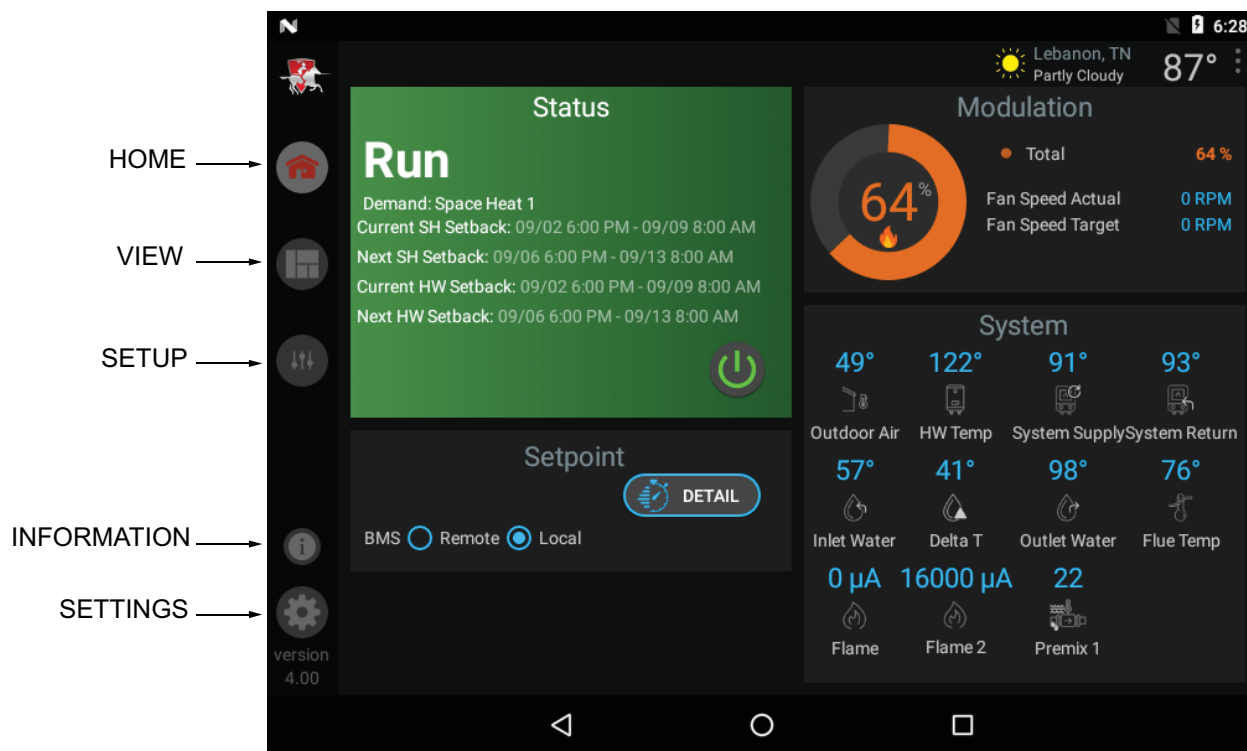 6:28
Lebanon, TN
Partly Cloudy
87°
HOME
VIEW
SETUP
INFORMATION
SETTINGS
version
4.00
Status
Run
Demand: Space Heat 1
Current SH Setback: 09/02 6:00 PM - 09/09 8:00 AM
Next SH Setback: 09/06 6:00 PM - 09/13 8:00 AM
Current HW Setback: 09/02 6:00 PM - 09/09 8:00 AM
Next HW Setback: 09/06 6:00 PM - 09/13 8:00 AM
Setpoint
DETAIL
BMS Remote Local
Modulation
64%
Total 64 %
Fan Speed Actual 0 RPM
Fan Speed Target 0 RPM
System
49° 122° 91° 93°
Outdoor Air HW Temp System Supply System Return
57° 41° 98° 76°
Inlet Water Delta T Outlet Water Flue Temp
0 µA 16000 µA 22
Flame Flame 2 Premix 1